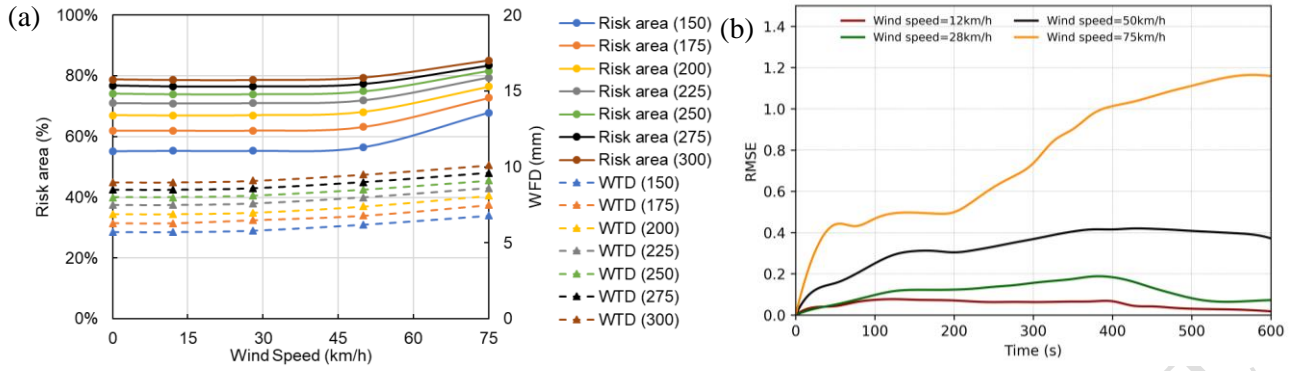 (a)
100%
80%
60%
40%
20%
0%
Risk area (%)
0
15
30
45
60
75
Wind Speed (km/h)
20
15
10
5
0
WFD (mm)
Risk area (150)
Risk area (175)
Risk area (200)
Risk area (225)
Risk area (250)
Risk area (275)
Risk area (300)
WTD (150)
WTD (175)
WTD (200)
WTD (225)
WTD (250)
WTD (275)
WTD (300)
(b)
Wind speed=12km/h
Wind speed=28km/h
Wind speed=50km/h
Wind speed=75km/h
1.4
1.2
1.0
0.8
0.6
0.4
0.2
0.0
RMSE
0
100
200
300
400
500
600
Time (s)